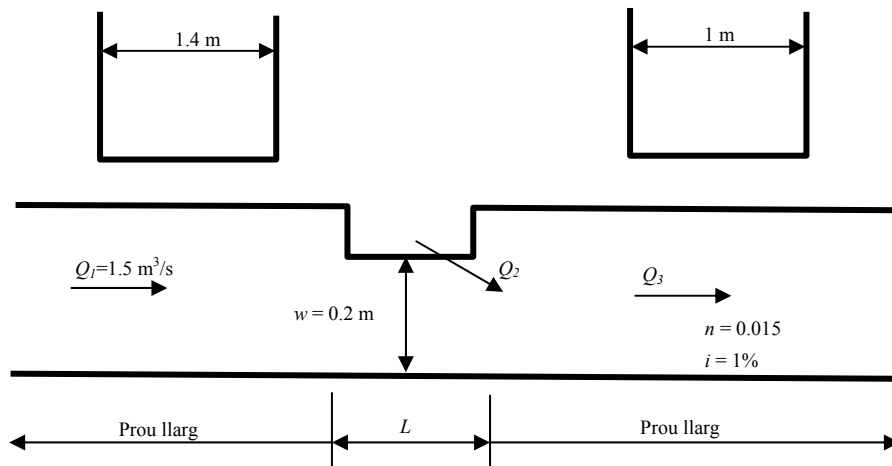 1.4 m
1 m
Q1=1.5 m³/s
Q2
Q3
w = 0.2 m
n = 0.015
i = 1%
Prou llarg
L
Prou llarg